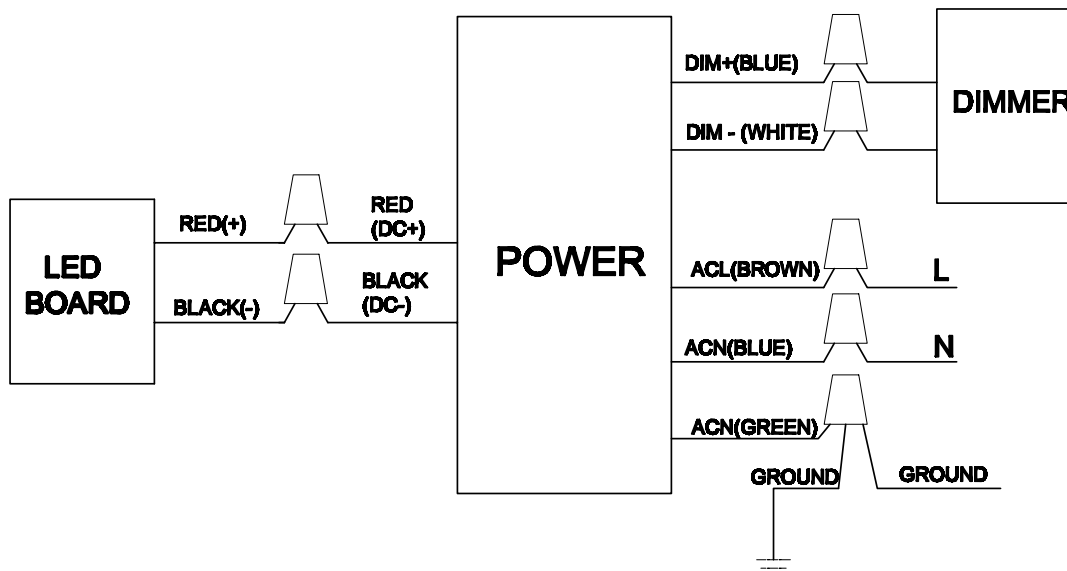 DIM+(BLUE)
DIMMER
DIM - (WHITE)
RED(+)
RED
(DC+)
LED
BOARD
BLACK(-)
BLACK
(DC-)
POWER
ACL(BROWN)
L
ACN(BLUE)
N
ACN(GREEN)
GROUND
GROUND